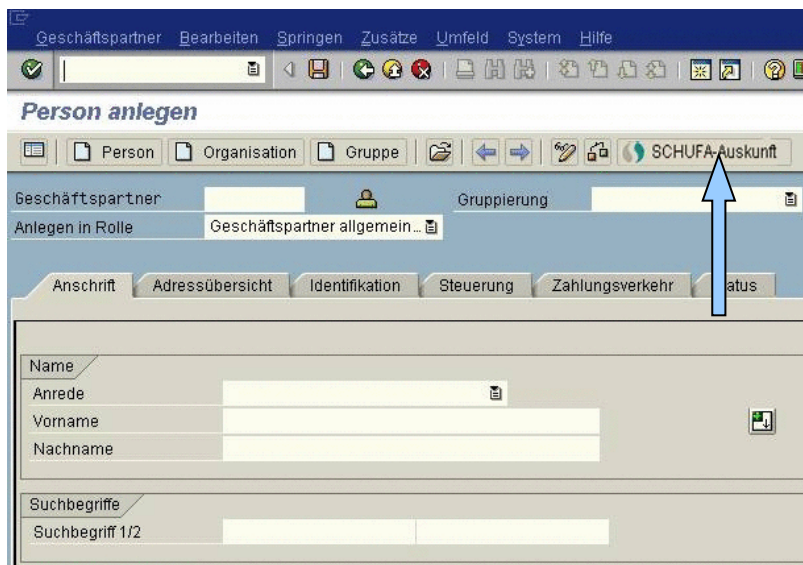 Geschäftspartner Bearbeiten Springen Zusätze Umfeld System Hilfe
Person anlegen
Person Organisation Gruppe SCHUFA-Auskunft
Geschäftspartner Gruppierung
Anlegen in Rolle Geschäftspartner allgemein...
Anschrift Adressübersicht Identifikation Steuerung Zahlungsverkehr
Name
Anrede
Vorname
Nachname
Suchbegriffe
Suchbegriff 1/2